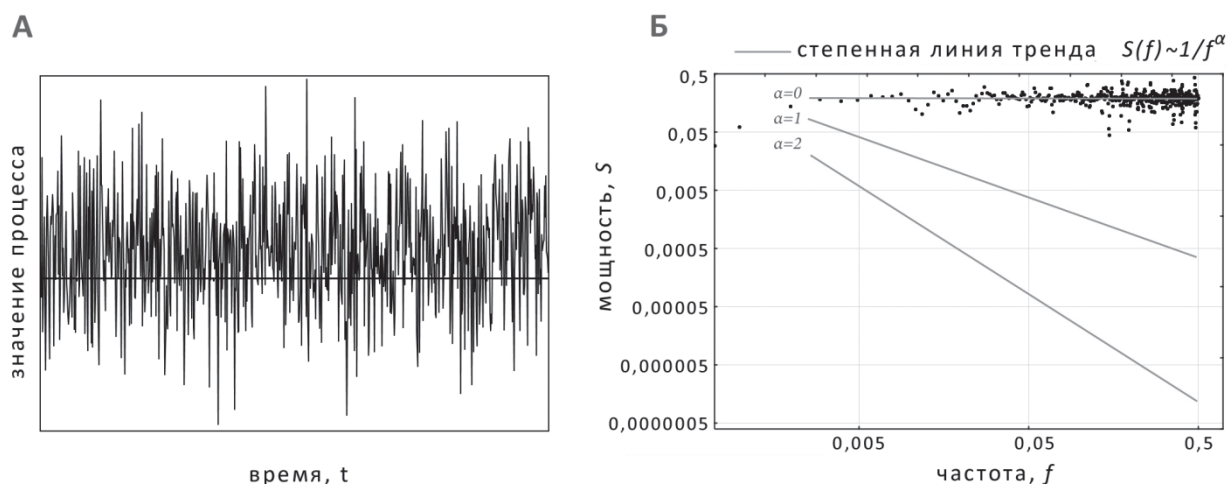 А
значение процесса
время, t
Б
степенная линия тренда S(f)~1/f^α
мощность, S
0,5
0,05
0,005
0,0005
0,00005
0,000005
0,0000005
α=0
α=1
α=2
0,005
0,05
0,5
частота, f